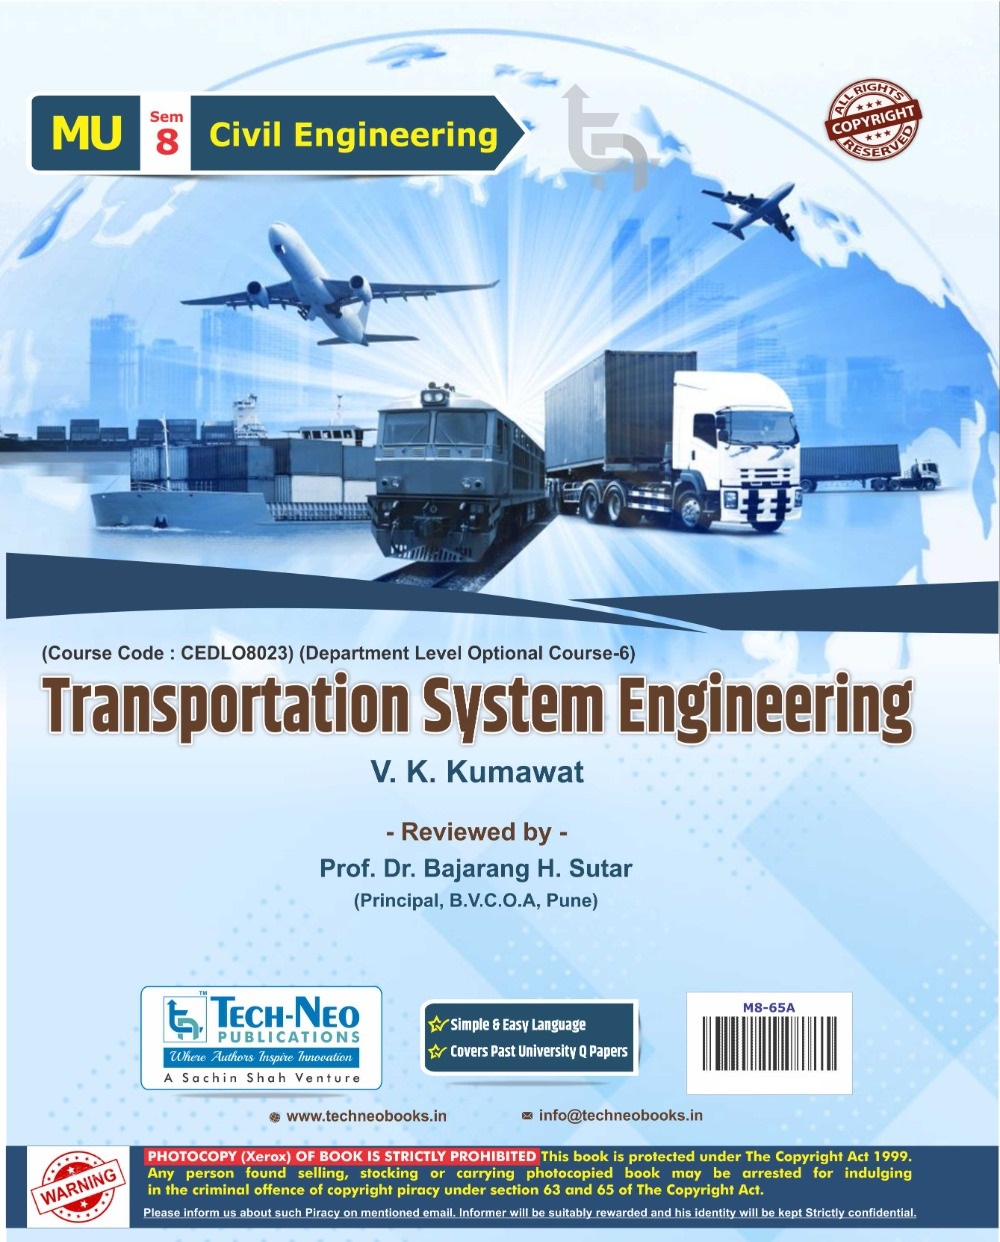 MU
Sem
8
Civil Engineering
ALL RIGHTS
COPYRIGHT
RESERVED
(Course Code : CEDLO8023) (Department Level Optional Course-6)
Transportation System Engineering
V. K. Kumawat
- Reviewed by -
Prof. Dr. Bajarang H. Sutar
(Principal, B.V.C.O.A, Pune)
TM
TECH-NEO
PUBLICATIONS
Where Authors Inspire Innovation
A Sachin Shah Venture
Simple & Easy Language
Covers Past University Q Papers
M8-65A
www.techneobooks.in
info@techneobooks.in
WARNING
PHOTOCOPY (Xerox) OF BOOK IS STRICTLY PROHIBITED This book is protected under The Copyright Act 1999.
Any person found selling, stocking or carrying photocopied book may be arrested for indulging
in the criminal offence of copyright piracy under section 63 and 65 of The Copyright Act.
Please inform us about such Piracy on mentioned email. Informer will be suitably rewarded and his identity will be kept Strictly confidential.